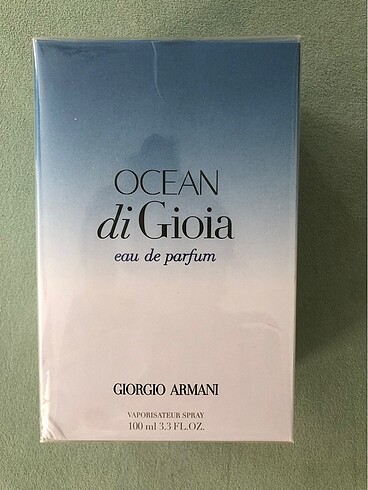 OCEAN
di Gioia
eau de parfum
GIORGIO ARMANI
VAPORISATEUR SPRAY
100 ml 3.3 FL.OZ.